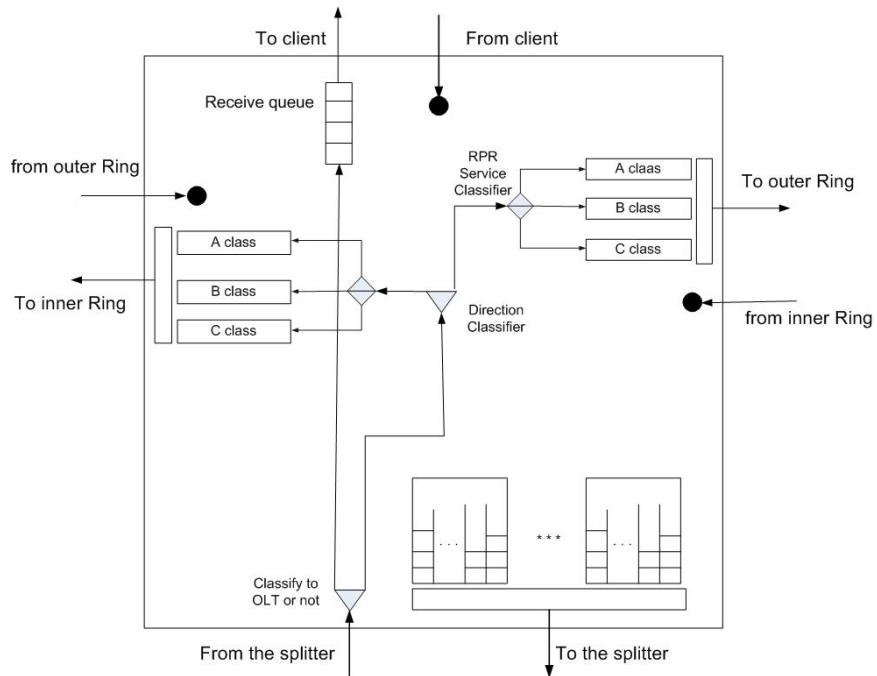 To client
From client
Receive queue
RPR
Service
Classifier
from outer Ring
A claas
To outer Ring
B class
C class
A class
To inner Ring
B class
C class
Direction
Classifier
from inner Ring
. . .
* * *
. . .
Classify to
OLT or not
From the splitter
To the splitter